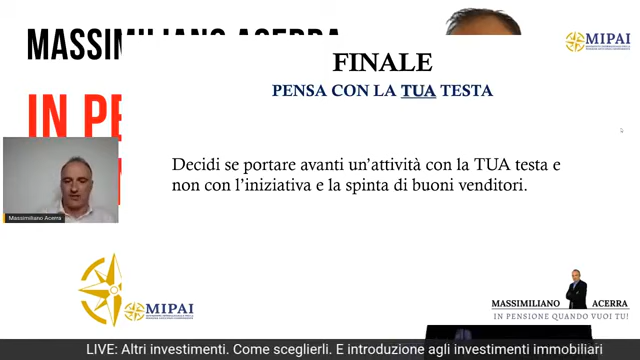 MASSIMILIANO ACERRA
MIPAI
FINALE
PENSA CON LA TUA TESTA
IN PE
Decidi se portare avanti un'attività con la TUA testa e
non con l'iniziativa e la spinta di buoni venditori.
Massimiliano Acerra
MIPAI
MASSIMILIANO ACERRA
IN PENSIONE QUANDO VUOI TU!
LIVE: Altri investimenti. Come sceglierli. E introduzione agli investimenti immobiliari